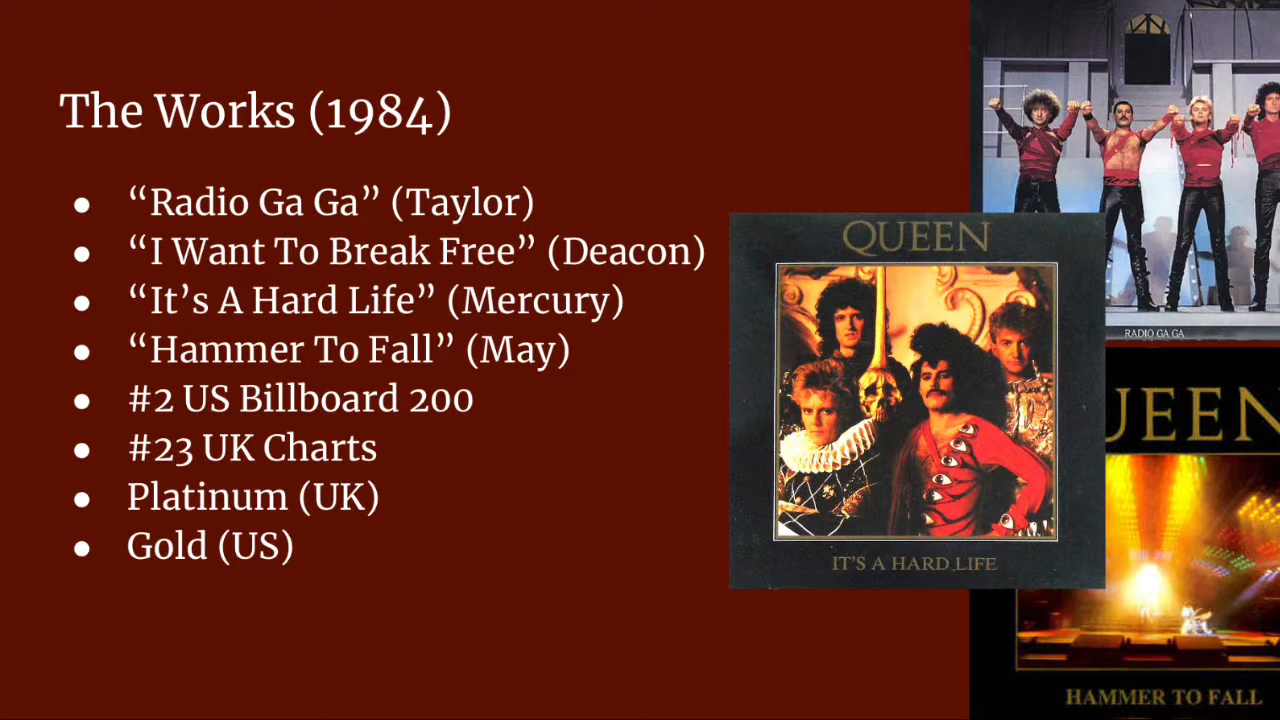 The Works (1984)
● “Radio Ga Ga” (Taylor)
● “I Want To Break Free” (Deacon)
● “It’s A Hard Life” (Mercury)
● “Hammer To Fall” (May)
● #2 US Billboard 200
● #23 UK Charts
● Platinum (UK)
● Gold (US)
QUEEN
IT'S A HARD LIFE
RADIO GA GA
UEEN
HAMMER TO FALL